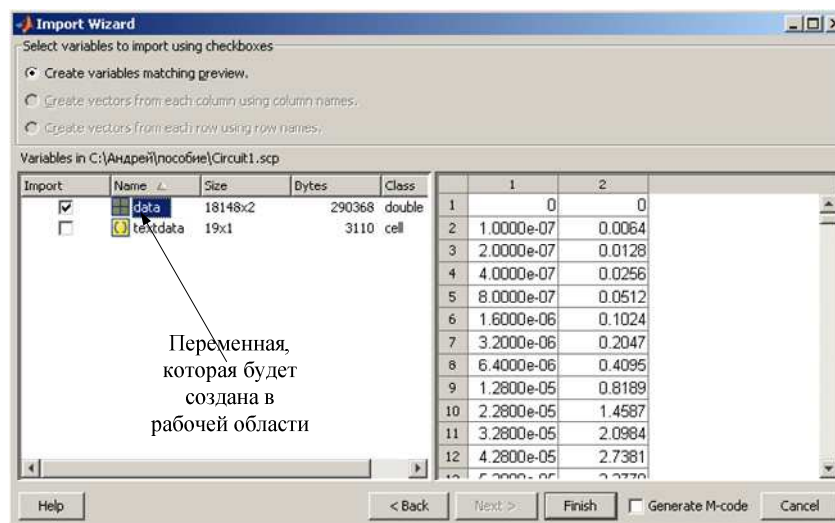 Import Wizard
Select variables to import using checkboxes
Create variables matching preview.
Create vectors from each column using column names.
Create vectors from each row using row names.
Variables in C:\Андрей\пособие\Circuit1.scp
Import Name Size Bytes Class
data 18148x2 290368 double
textdata 19x1 3110 cell
Переменная,
которая будет
создана в
рабочей области
1 2
1 0 0
2 1.0000e-07 0.0064
3 2.0000e-07 0.0128
4 4.0000e-07 0.0256
5 8.0000e-07 0.0512
6 1.6000e-06 0.1024
7 3.2000e-06 0.2047
8 6.4000e-06 0.4095
9 1.2800e-05 0.8189
10 2.2800e-05 1.4587
11 3.2800e-05 2.0984
12 4.2800e-05 2.7381
Help < Back Next > Finish Generate M-code Cancel